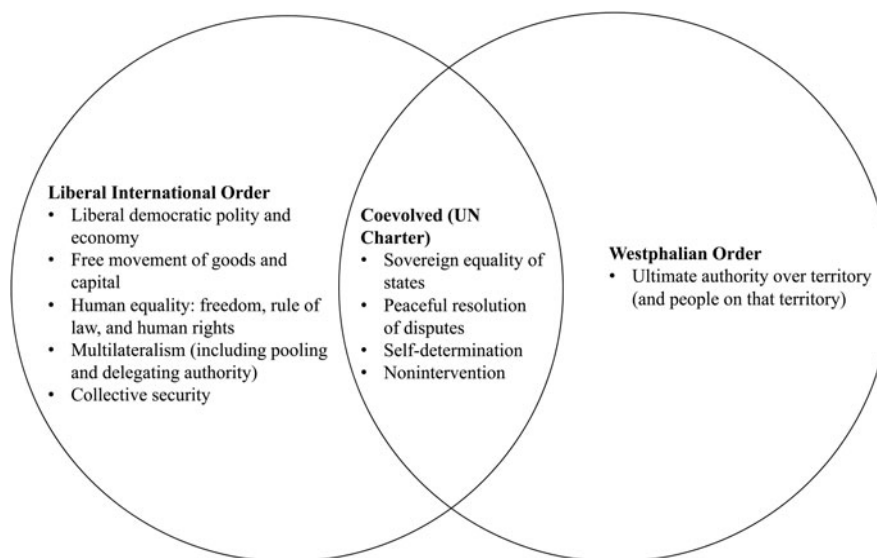 Liberal International Order
• Liberal democratic polity and
economy
• Free movement of goods and
capital
• Human equality: freedom, rule of
law, and human rights
• Multilateralism (including pooling
and delegating authority)
• Collective security
Coevolved (UN
Charter)
• Sovereign equality of
states
• Peaceful resolution
of disputes
• Self-determination
• Nonintervention
Westphalian Order
• Ultimate authority over territory
(and people on that territory)